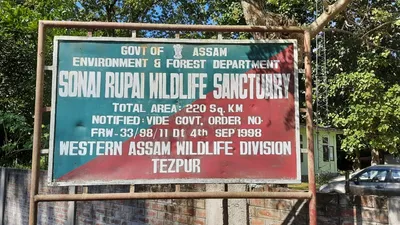 GOVT OF ASSAM
ENVIRONMENT & FOREST DEPARTMENT
SONAI RUPAI WILDLIFE SANCTUARY
TOTAL AREA: 220 SQ. KM
NOTIFIED: VIDE GOVT, ORDER NO
FRW-33/98/11 Dt 4th SEP 1998
WESTERN ASSAM WILDLIFE DIVISION
TEZPUR